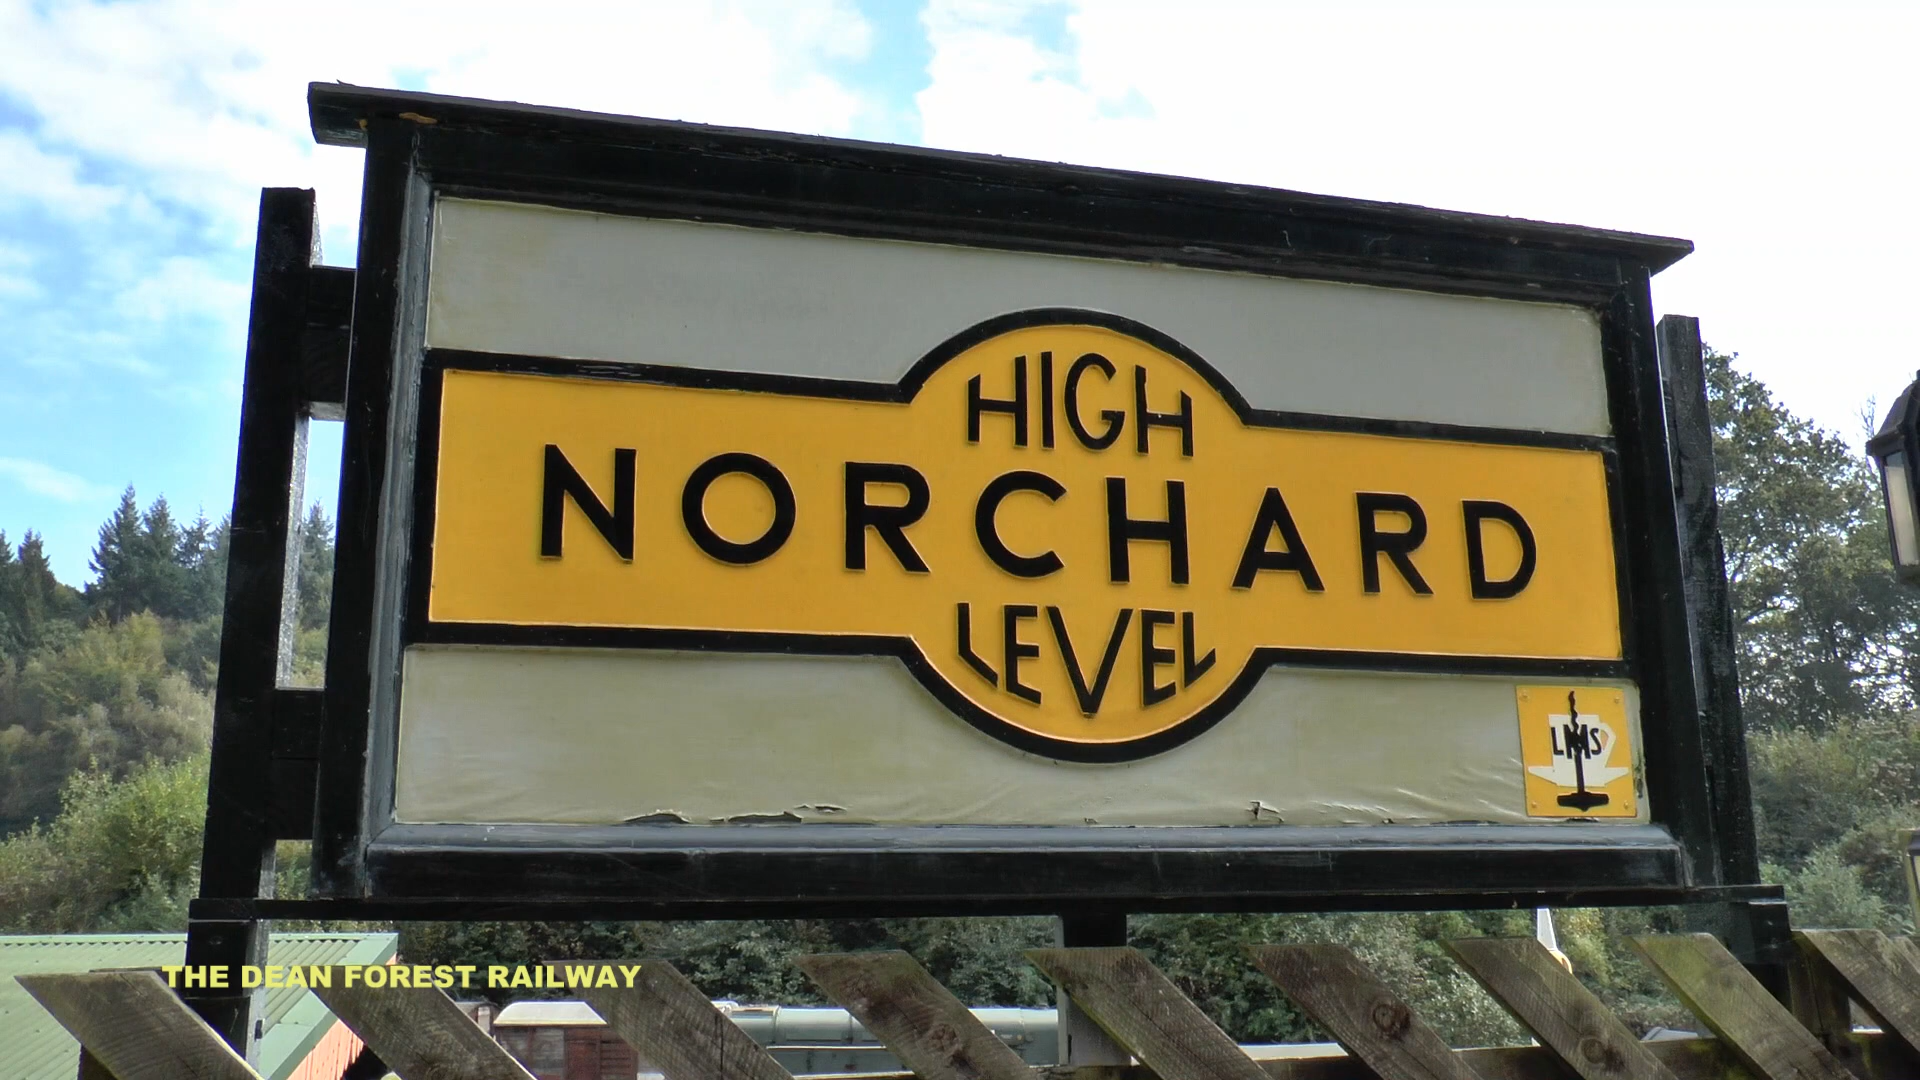 HIGH
NORCHARD
LEVEL
LMS
THE DEAN FOREST RAILWAY